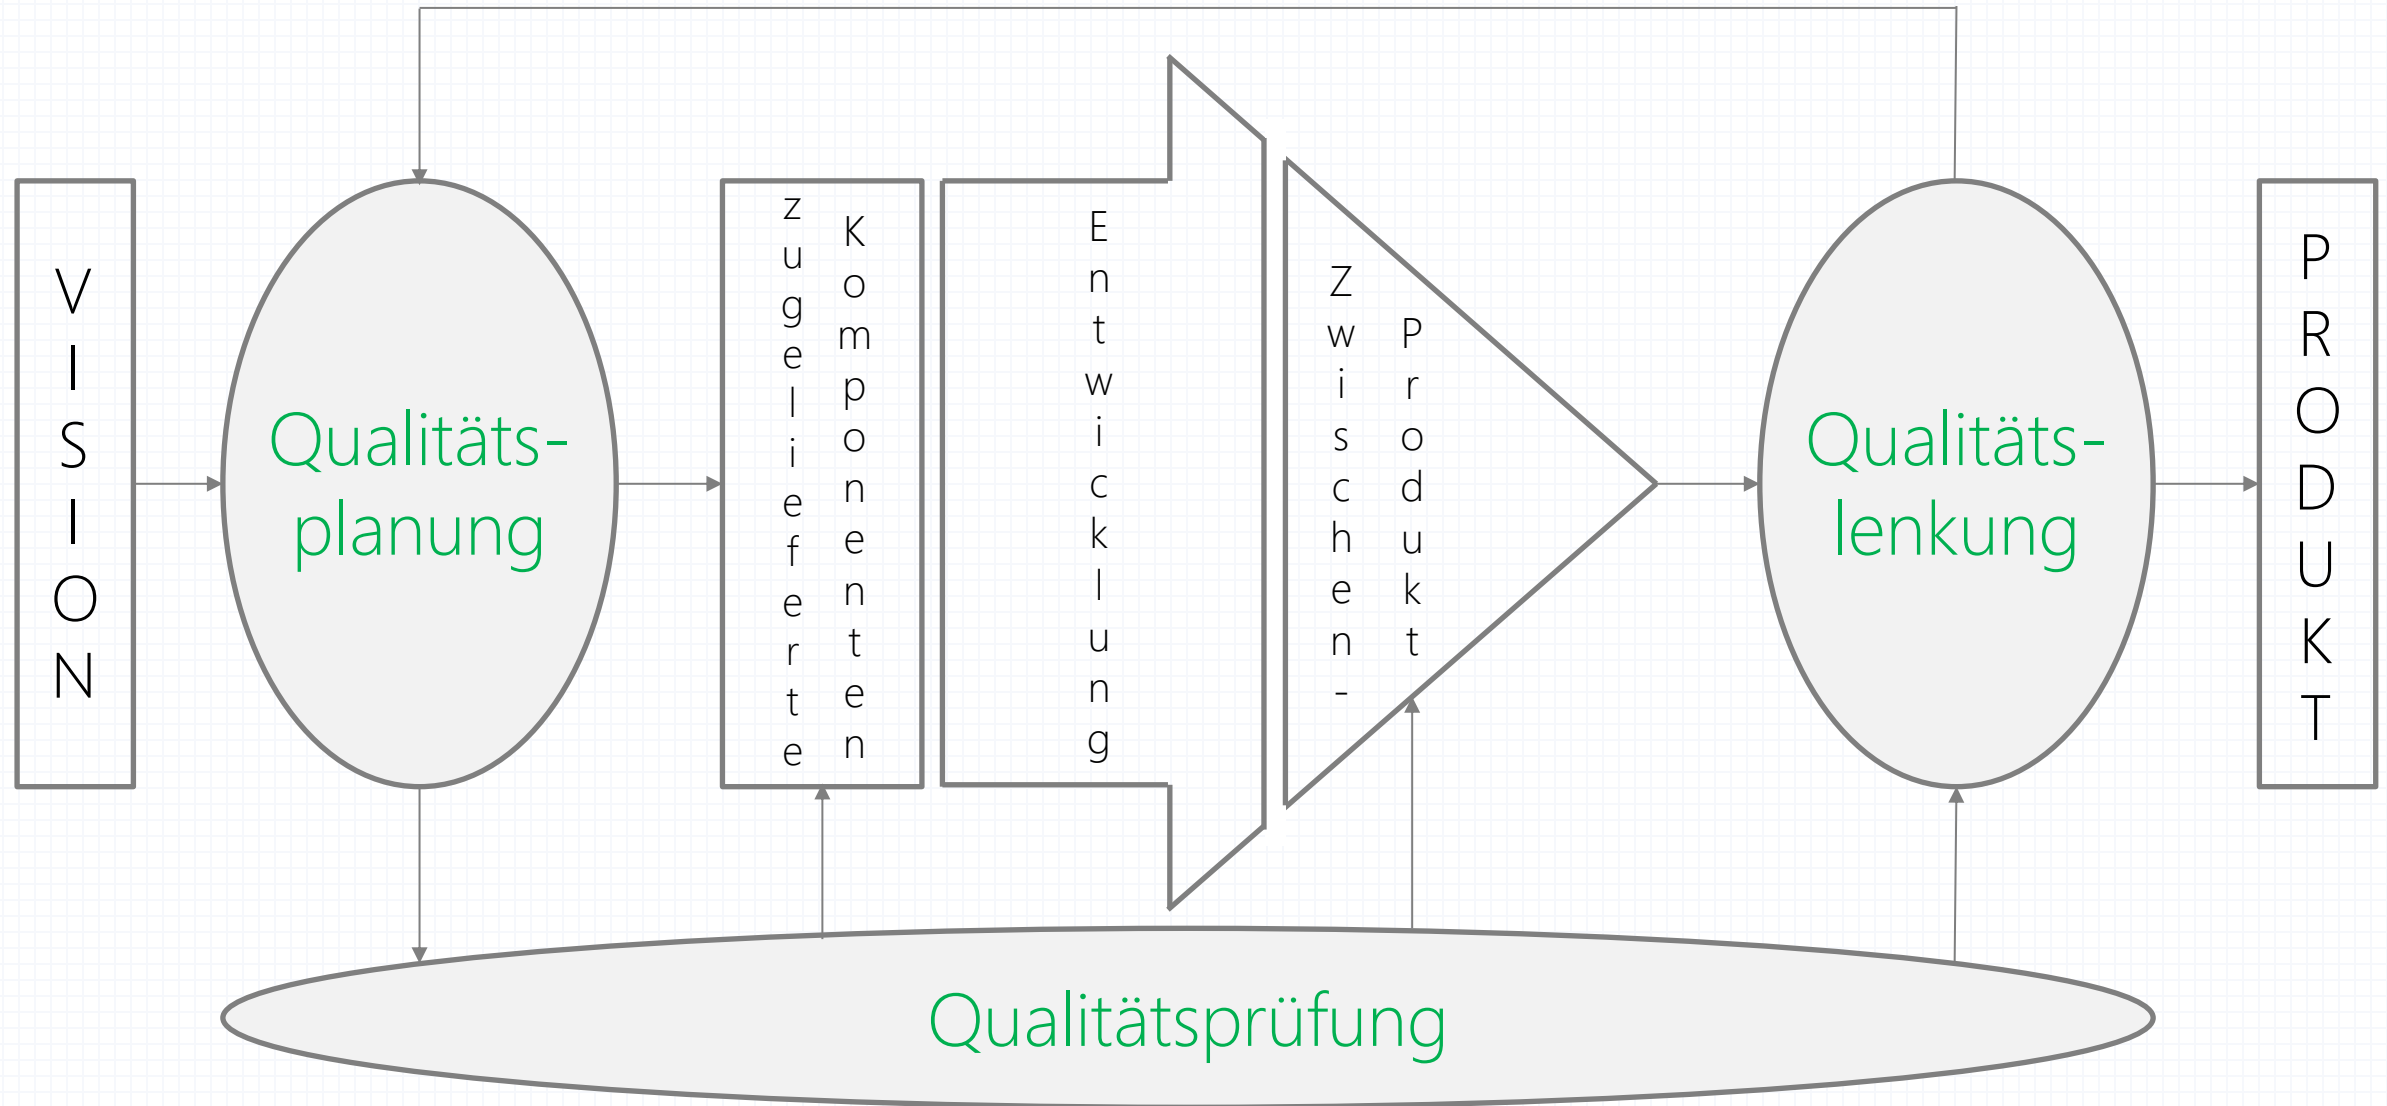 VISION
Qualitäts-
planung
zugelieferte
Komponenten
Entwicklung
Zwischen-
Produkt
Qualitäts-
lenkung
PRODUKT
Qualitätsprüfung